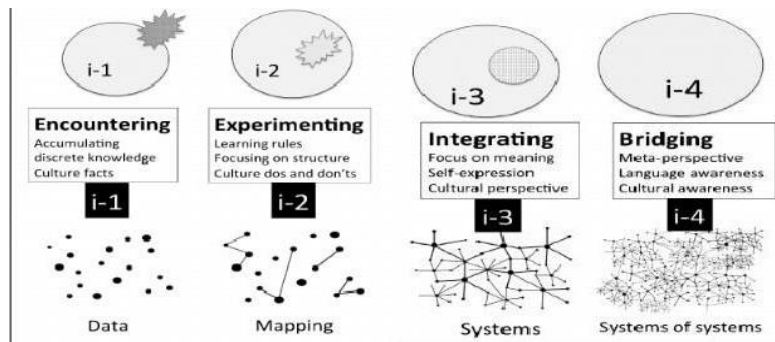 i-1
i-2
i-3
i-4
Encountering
Accumulating
discrete knowledge
Culture facts
Experimenting
Learning rules
Focusing on structure
Culture dos and don'ts
Integrating
Focus on meaning
Self-expression
Cultural perspective
Bridging
Meta-perspective
Language awareness
Cultural awareness
i-1
i-2
i-3
i-4
Data
Mapping
Systems
Systems of systems